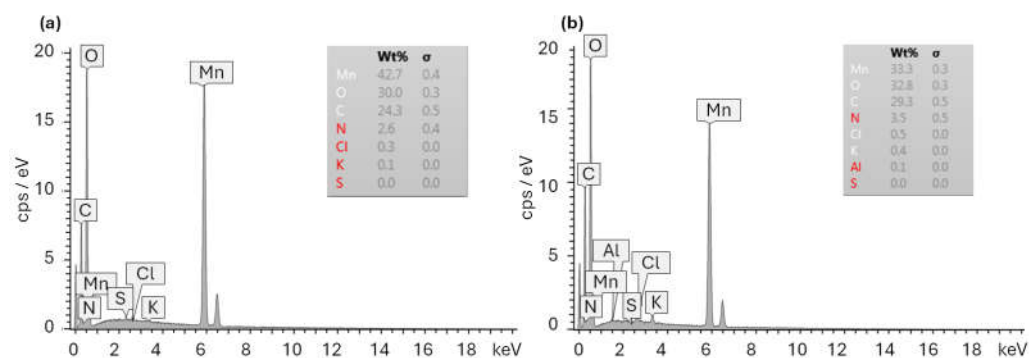 (a)
20
15
10
5
0
cps / eV
O
C
Mn
N
S
Cl
K
Mn
Wt% σ
Mn 42.7 0.4
O 30.0 0.3
C 24.3 0.5
N 2.6 0.4
Cl 0.3 0.0
K 0.1 0.0
S 0.0 0.0
0 2 4 6 8 10 12 14 16 18 keV
(b)
20
15
10
5
0
cps / eV
O
C
Al
Mn
N
S
Cl
K
Mn
Wt% σ
Mn 33.3 0.3
O 32.8 0.3
C 29.3 0.5
N 3.5 0.5
Cl 0.5 0.0
K 0.4 0.0
Al 0.1 0.0
S 0.0 0.0
0 2 4 6 8 10 12 14 16 18 keV